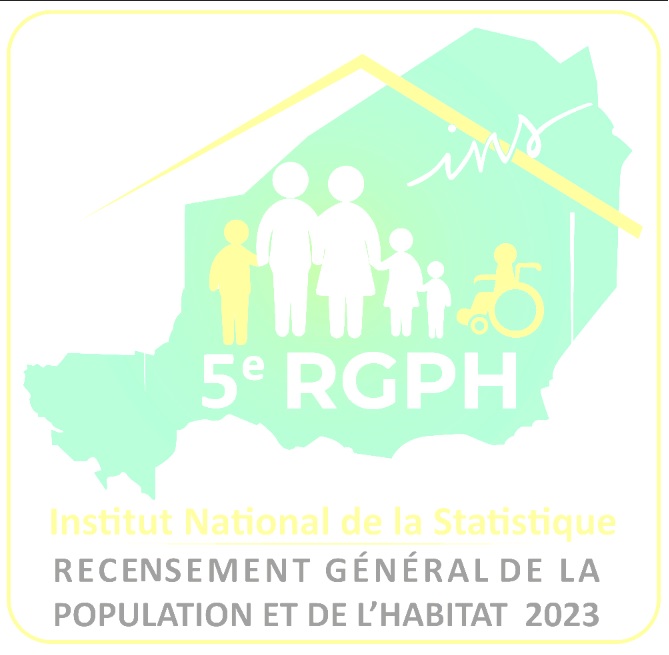 ins
5e RGPH
Institut National de la Statistique
RECENSEMENT GÉNÉRAL DE LA
POPULATION ET DE L’HABITAT 2023